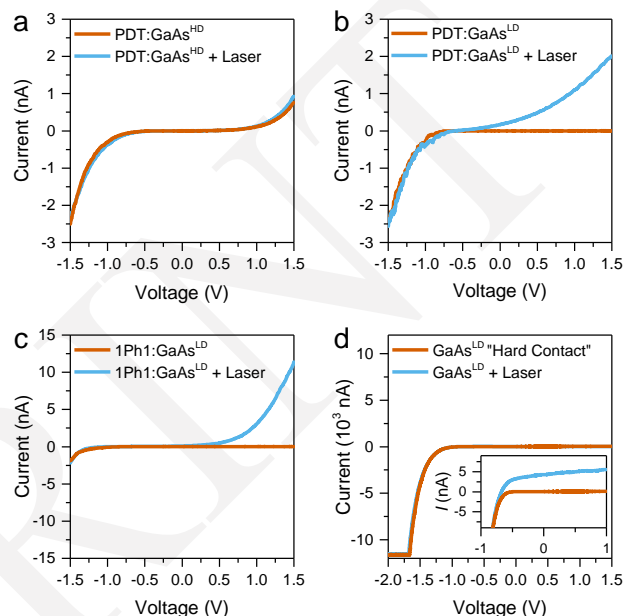 a
PDT:GaAs^HD
PDT:GaAs^HD + Laser
Current (nA)
3
2
1
0
-1
-2
-3
-1.5 -1.0 -0.5 0.0 0.5 1.0 1.5
Voltage (V)
b
PDT:GaAs^LD
PDT:GaAs^LD + Laser
Current (nA)
3
2
1
0
-1
-2
-3
-1.5 -1.0 -0.5 0.0 0.5 1.0 1.5
Voltage (V)
c
1Ph1:GaAs^LD
1Ph1:GaAs^LD + Laser
Current (nA)
15
10
5
0
-5
-10
-15
-1.5 -1.0 -0.5 0.0 0.5 1.0 1.5
Voltage (V)
d
GaAs^LD "Hard Contact"
GaAs^LD + Laser
Current (10^3 nA)
10
5
0
-5
-10
-2.0 -1.5 -1.0 -0.5 0.0 0.5 1.0 1.5
Voltage (V)
I (nA)
5
0
-5
-1 0 1
RINT